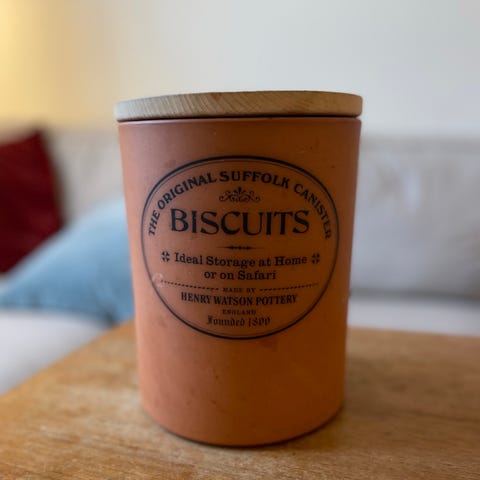 THE ORIGINAL SUFFOLK CANISTER
BISCUITS
Ideal Storage at Home
or on Safari
MADE BY
HENRY WATSON POTTERY
ENGLAND
Founded 1800